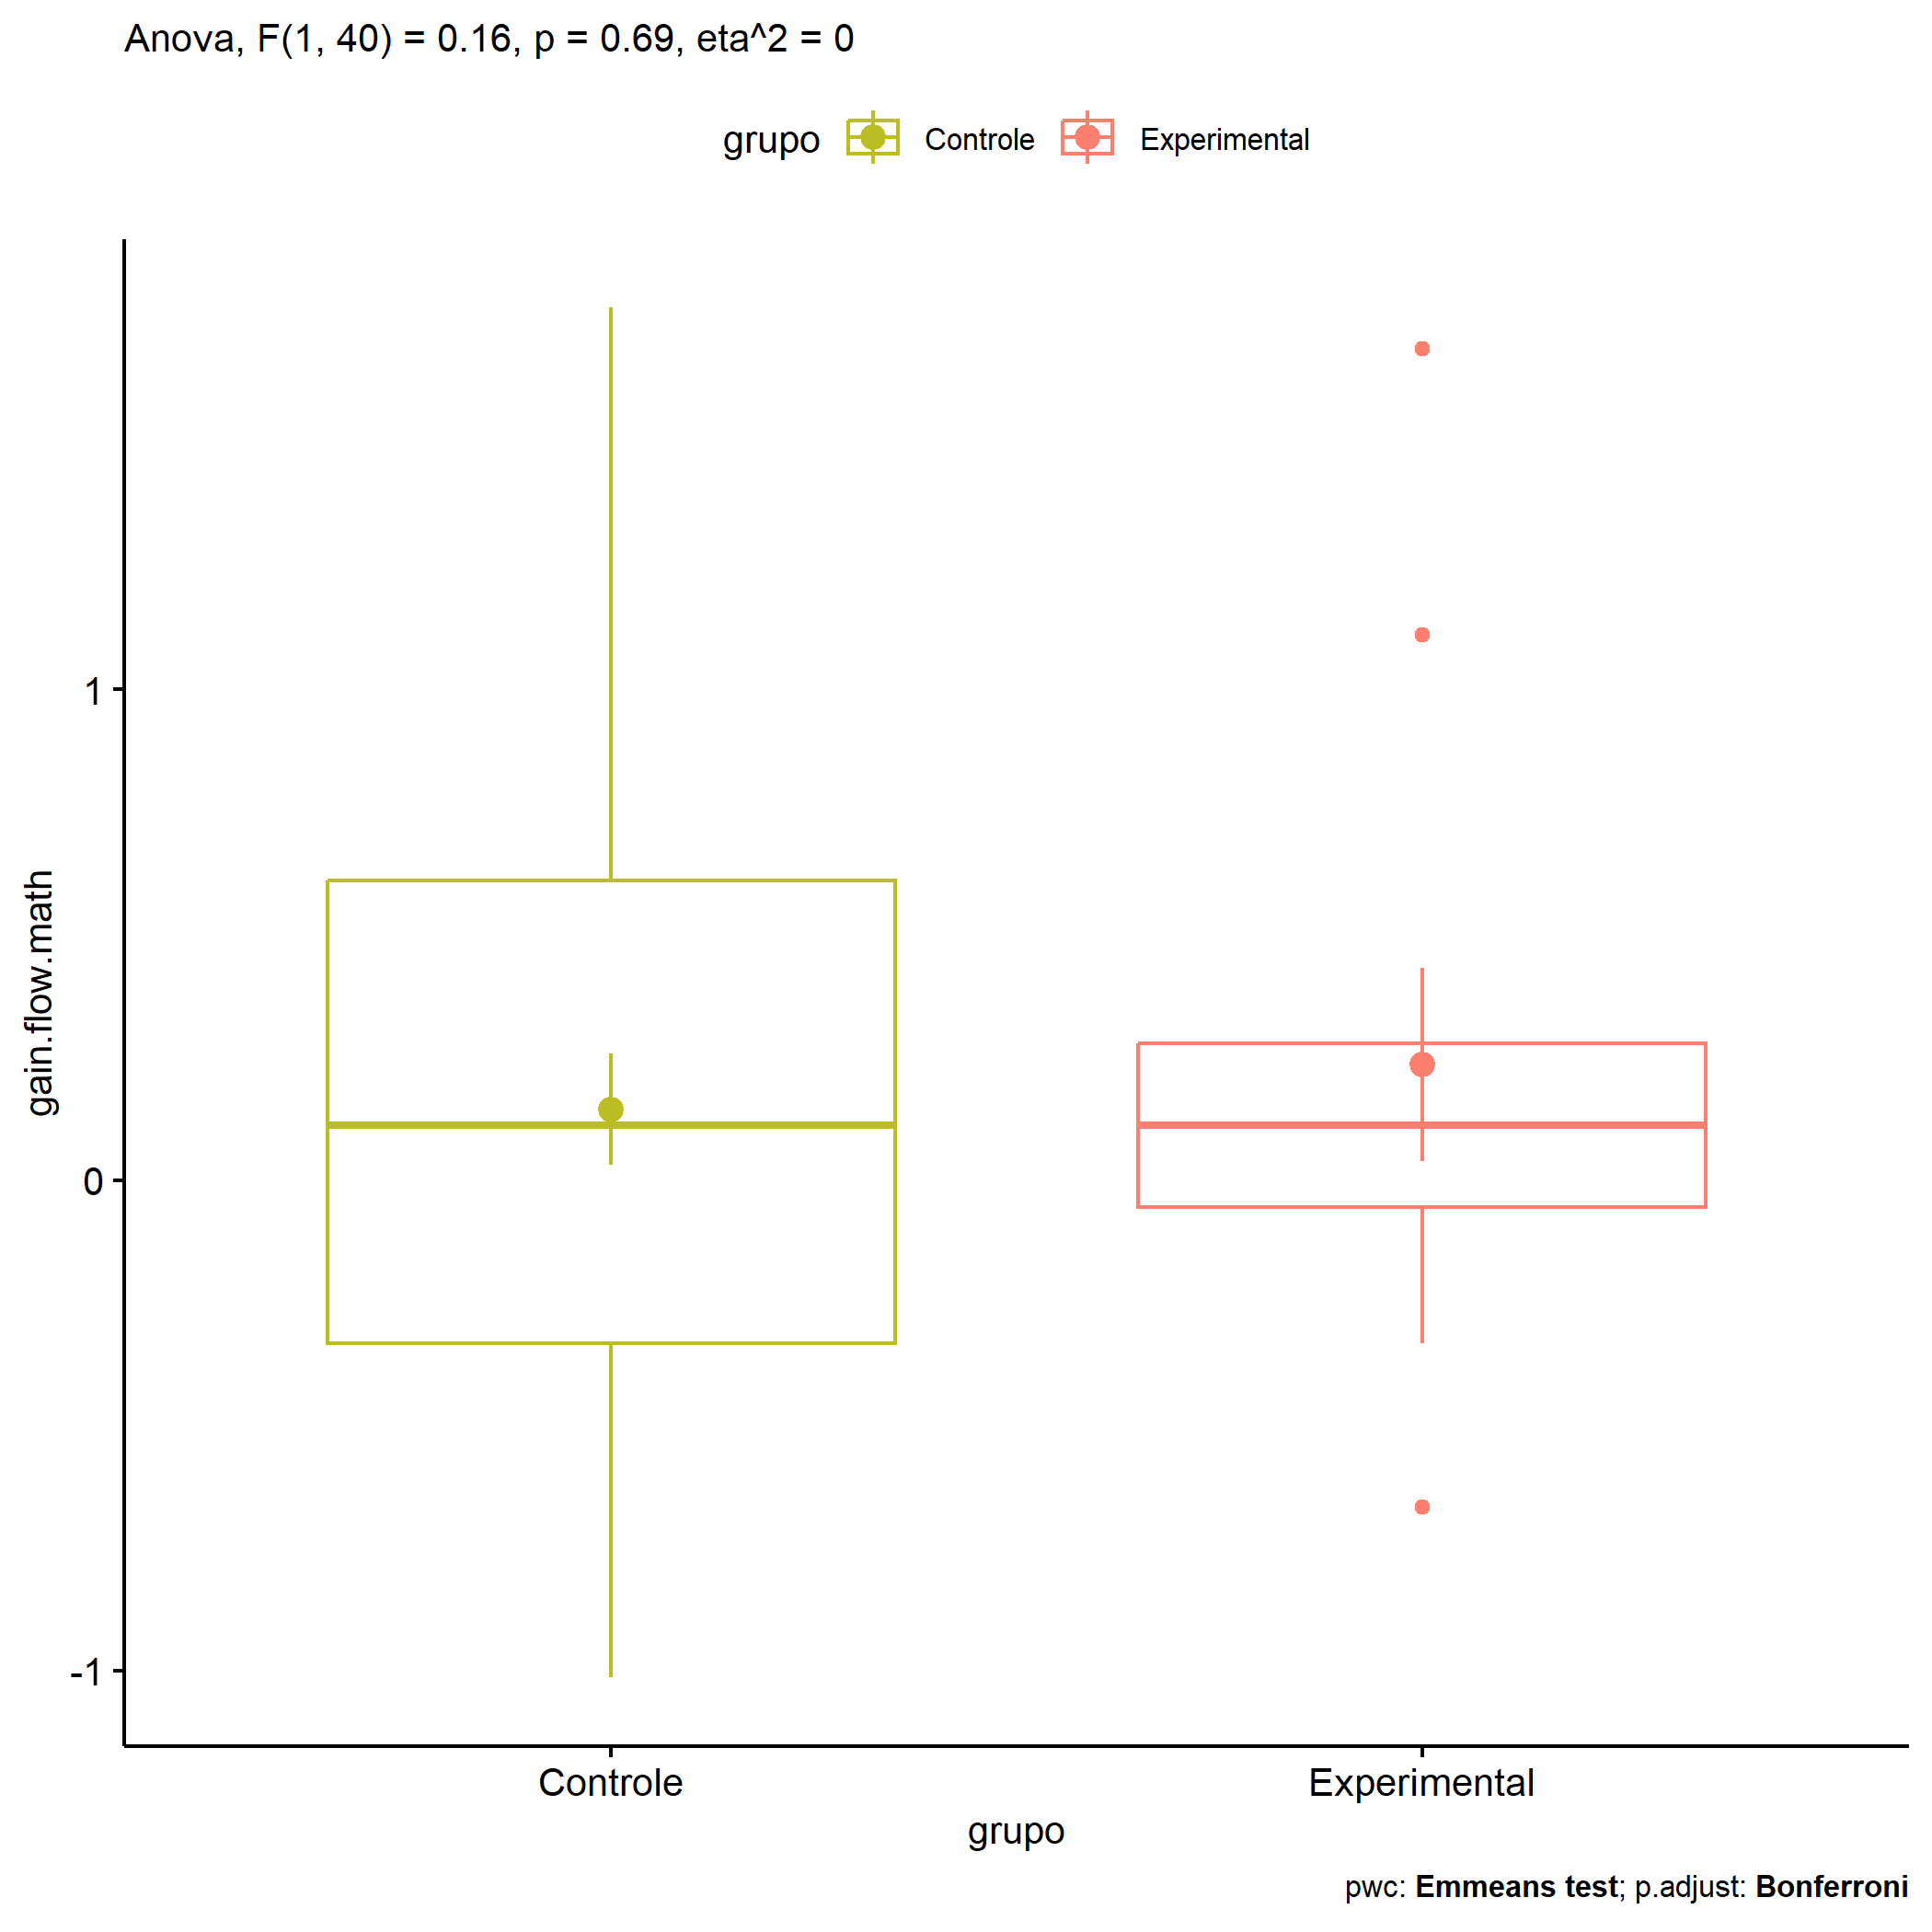 Anova, F(1, 40) = 0.16, p = 0.69, eta^2 = 0
grupo Controle Experimental
gain.flow.math
1
0
-1
Controle Experimental
grupo
pwc: Emmeans test; p.adjust: Bonferroni